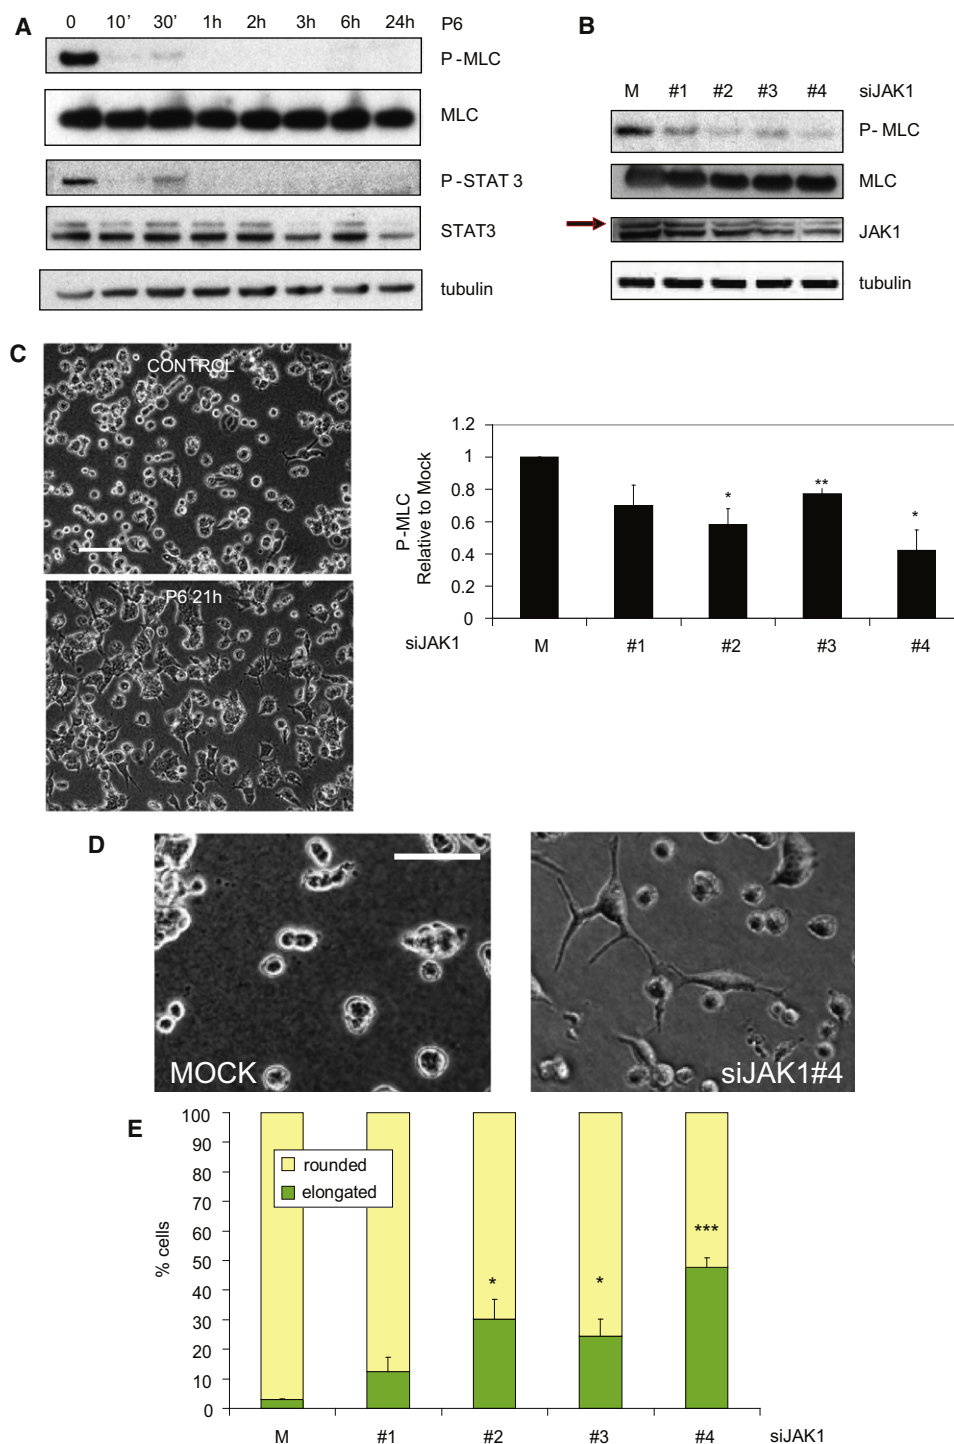 A
0 10' 30' 1h 2h 3h 6h 24h P6
P-MLC
MLC
P-STAT 3
STAT3
tubulin
B
M #1 #2 #3 #4 siJAK1
P- MLC
MLC
JAK1
tubulin
C
CONTROL
P6 21h
P-MLC
Relative to Mock
1.2
1
0.8
0.6
0.4
0.2
0
* ** *
siJAK1 M #1 #2 #3 #4
D
MOCK
siJAK1#4
E
% cells
100
90
80
70
60
50
40
30
20
10
0
rounded
elongated
* * ***
M #1 #2 #3 #4 siJAK1